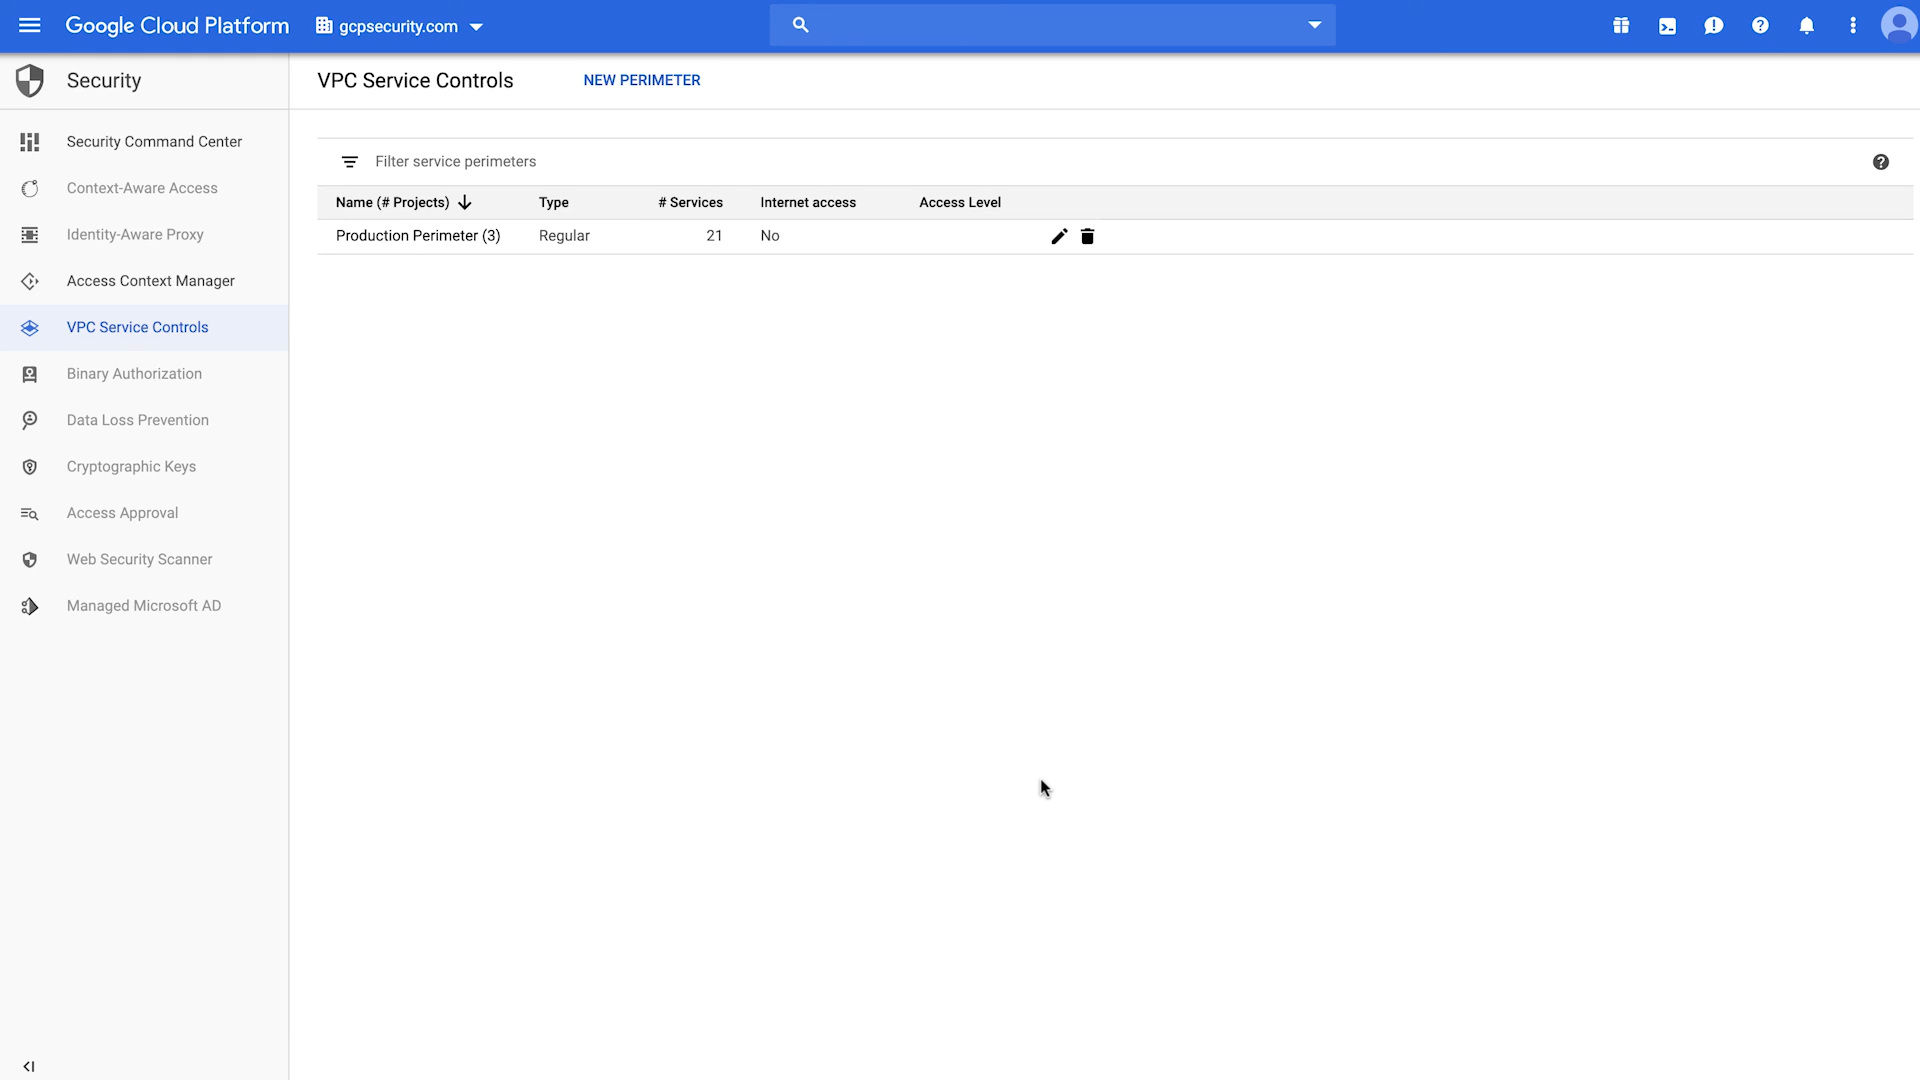 Google Cloud Platform
gcpsecurity.com
Security
VPC Service Controls
NEW PERIMETER
Security Command Center
Context-Aware Access
Identity-Aware Proxy
Access Context Manager
VPC Service Controls
Binary Authorization
Data Loss Prevention
Cryptographic Keys
Access Approval
Web Security Scanner
Managed Microsoft AD
Filter service perimeters
Name (# Projects) Type # Services Internet access Access Level
Production Perimeter (3) Regular 21 No